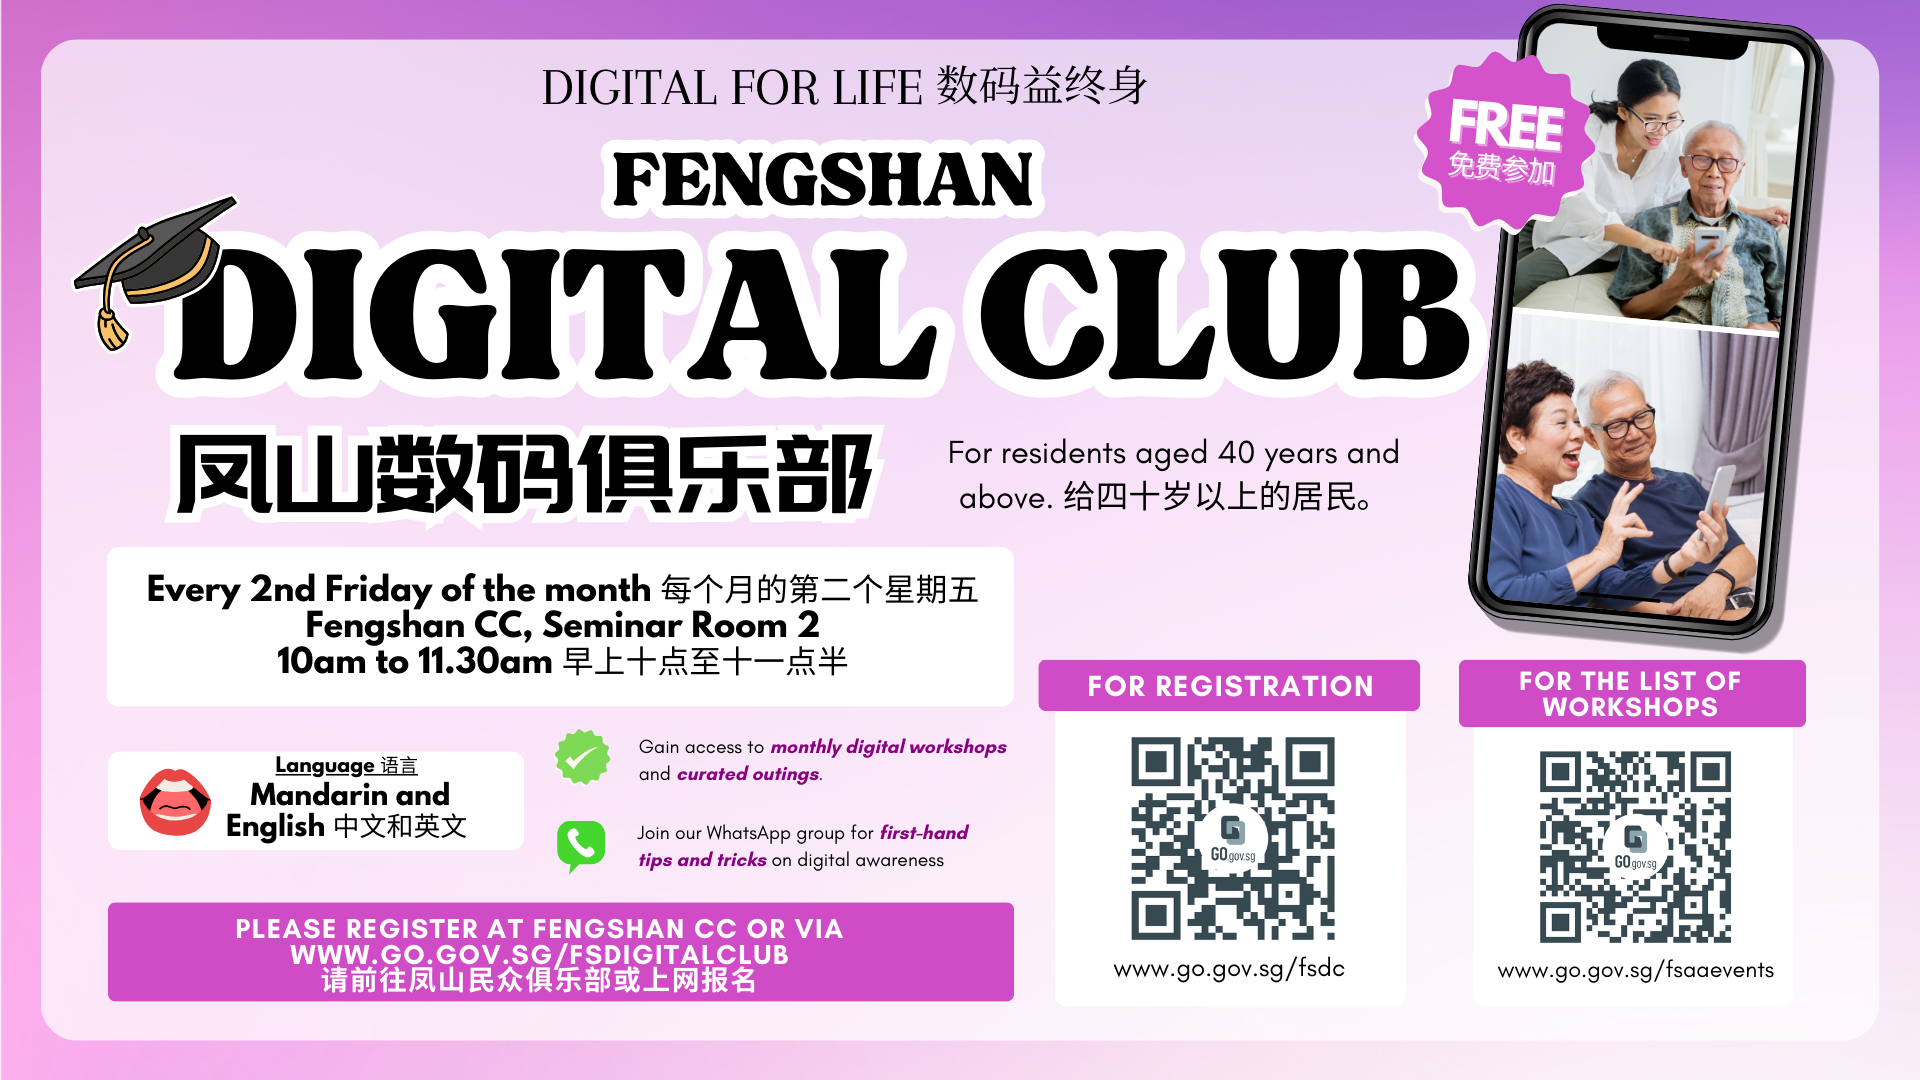 DIGITAL FOR LIFE 数码益终身
FREE
免费参加
FENGSHAN
DIGITAL CLUB
凤山数码俱乐部
For residents aged 40 years and
above. 给四十岁以上的居民。
Every 2nd Friday of the month 每个月的第二个星期五
Fengshan CC, Seminar Room 2
10am to 11.30am 早上十点至十一点半
Language 语言
Mandarin and
English 中文和英文
Gain access to monthly digital workshops
and curated outings.
Join our WhatsApp group for first-hand
tips and tricks on digital awareness
PLEASE REGISTER AT FENGSHAN CC OR VIA
WWW.GO.GOV.SG/FSDIGITALCLUB
请前往凤山民众俱乐部或上网报名
FOR REGISTRATION
GO.gov.sg
www.go.gov.sg/fsdc
FOR THE LIST OF
WORKSHOPS
GO.gov.sg
www.go.gov.sg/fsaaevents